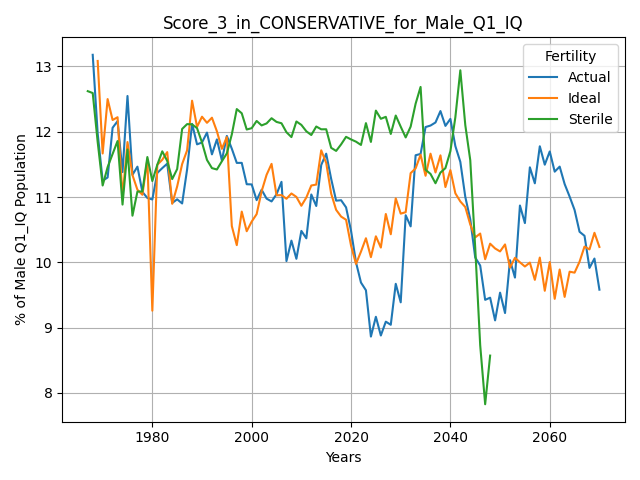 Score_3_in_CONSERVATIVE_for_Male_Q1_IQ
% of Male Q1_IQ Population
13
12
11
10
9
8
Fertility
Actual
Ideal
Sterile
1980
2000
2020
2040
2060
Years